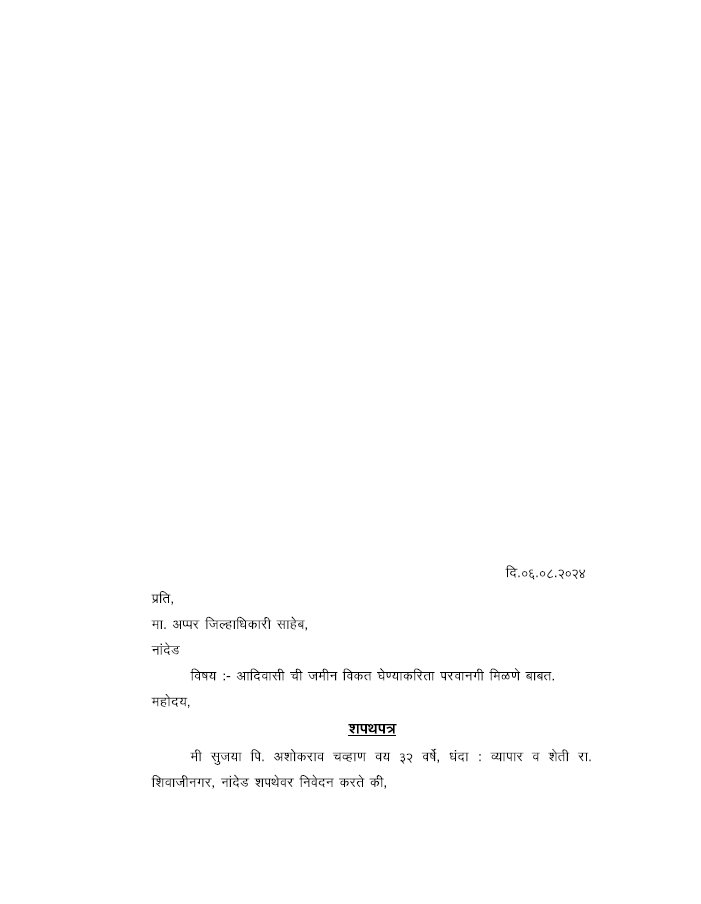 दि.०६.०८.२०२४
प्रति,
मा. अप्पर जिल्हाधिकारी साहेब,
नांदेड
विषय :- आदिवासी ची जमीन विकत घेण्याकरिता परवानगी मिळणे बाबत.
महोदय,
शपथपत्र
मी सुजया पि. अशोकराव चव्हाण वय ३२ वर्षे, धंदा : व्यापार व शेती रा.
शिवाजीनगर, नांदेड शपथेवर निवेदन करते की,